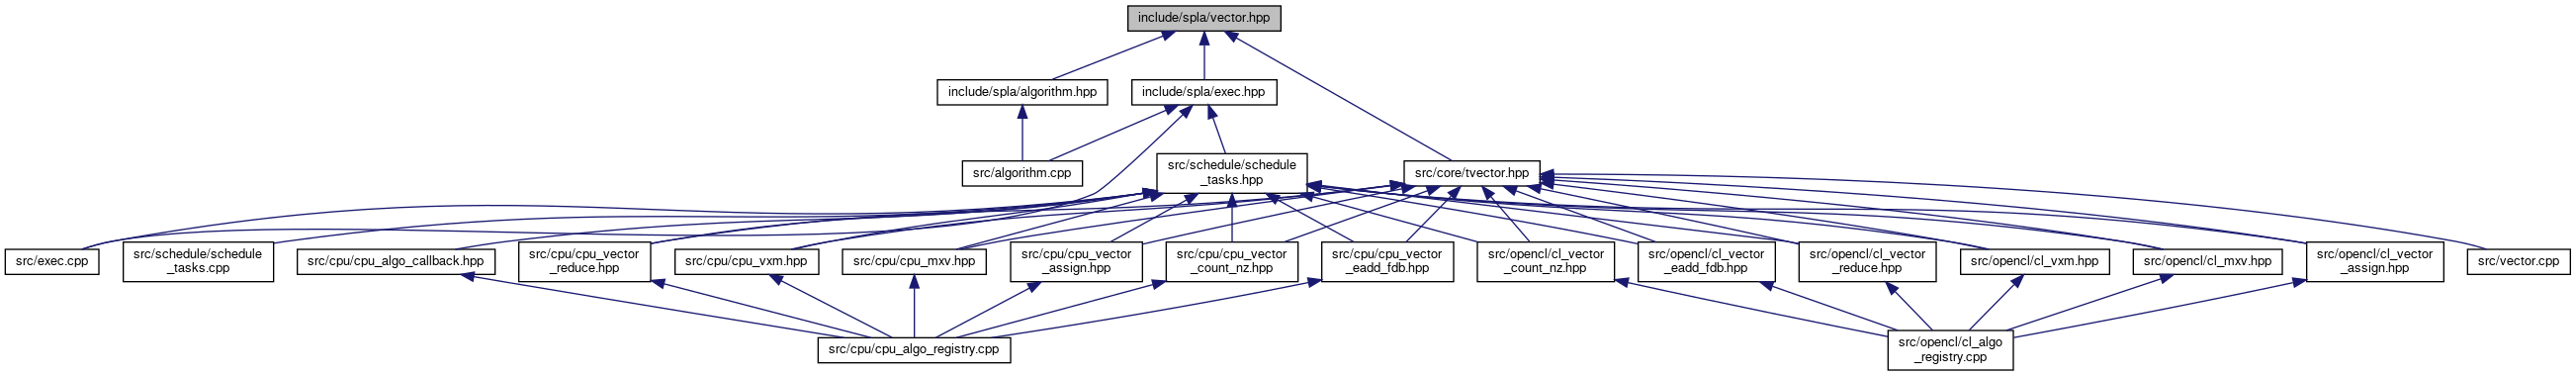 include/spla/vector.hpp
include/spla/algorithm.hpp
include/spla/exec.hpp
src/algorithm.cpp
src/schedule/schedule
_tasks.hpp
src/core/tvector.hpp
src/exec.cpp
src/schedule/schedule
_tasks.cpp
src/cpu/cpu_algo_callback.hpp
src/cpu/cpu_vector
_reduce.hpp
src/cpu/cpu_vxm.hpp
src/cpu/cpu_mxv.hpp
src/cpu/cpu_vector
_assign.hpp
src/cpu/cpu_vector
_count_nz.hpp
src/cpu/cpu_vector
_eadd_fdb.hpp
src/opencl/cl_vector
_count_nz.hpp
src/opencl/cl_vector
_eadd_fdb.hpp
src/opencl/cl_vector
_reduce.hpp
src/opencl/cl_vxm.hpp
src/opencl/cl_mxv.hpp
src/opencl/cl_vector
_assign.hpp
src/vector.cpp
src/cpu/cpu_algo_registry.cpp
src/opencl/cl_algo
_registry.cpp